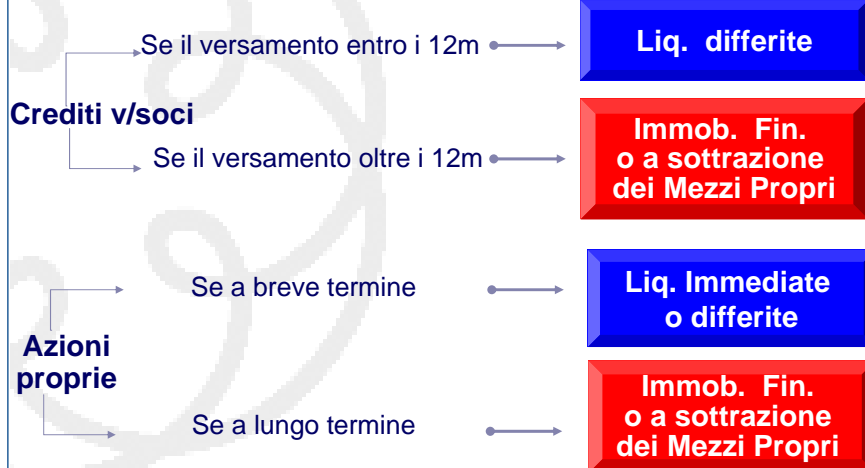 Se il versamento entro i 12m
Liq. differite
Crediti v/soci
Se il versamento oltre i 12m
Immob. Fin.
o a sottrazione
dei Mezzi Propri
Se a breve termine
Liq. Immediate
o differite
Azioni
proprie
Se a lungo termine
Immob. Fin.
o a sottrazione
dei Mezzi Propri